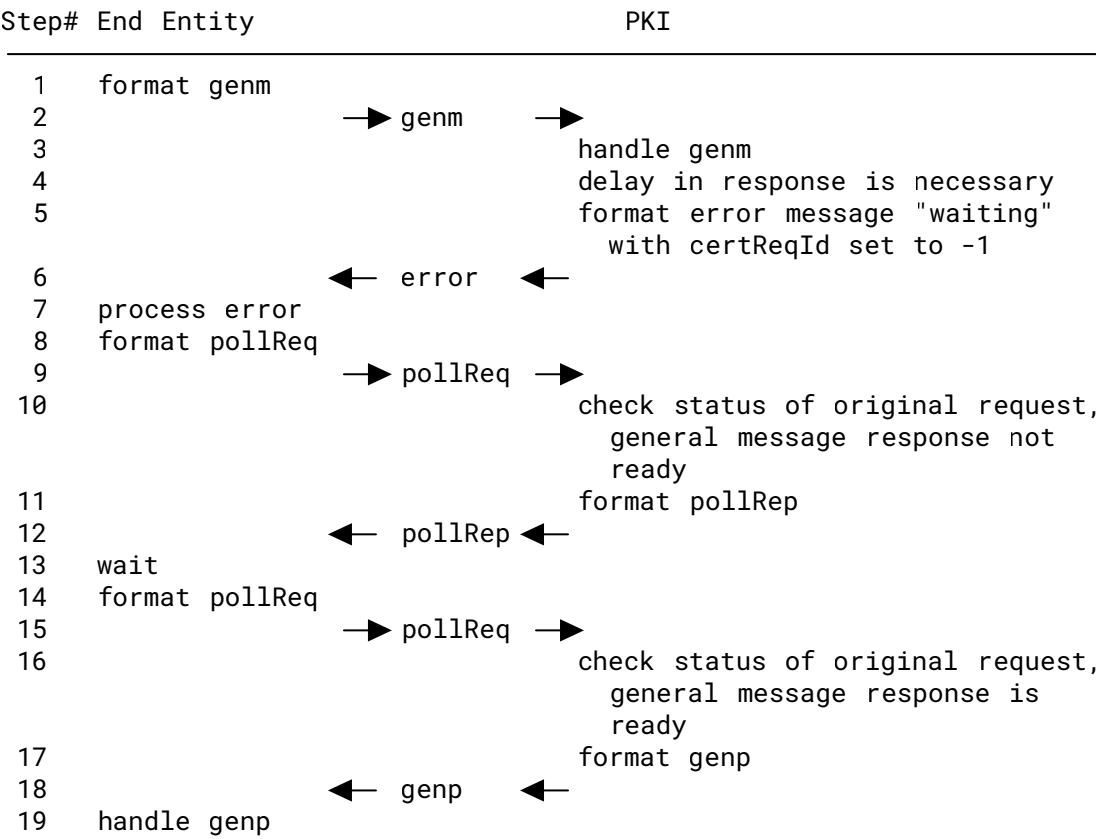 Step# End Entity PKI
1 format genm
2 genm
3 handle genm
4 delay in response is necessary
5 format error message "waiting"
with certReqId set to -1
6 error
7 process error
8 format pollReq
9 pollReq
10 check status of original request,
general message response not
ready
11 format pollRep
12 pollRep
13 wait
14 format pollReq
15 pollReq
16 check status of original request,
general message response is
ready
17 format genp
18 genp
19 handle genp